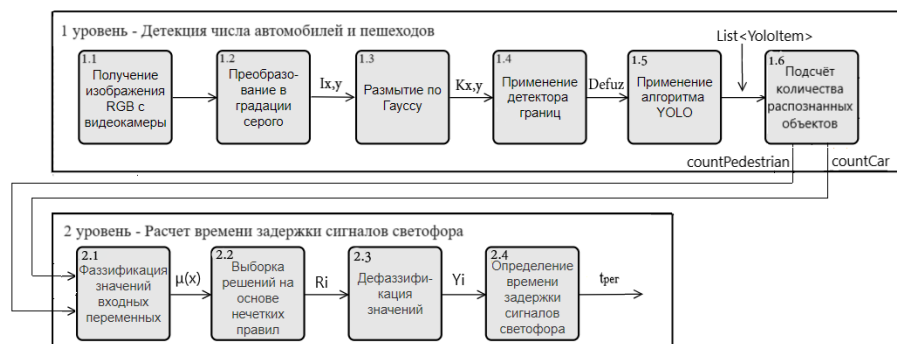 1 уровень - Детекция числа автомобилей и пешеходов
List<YoloItem>
1.1
Получение
изображения
RGB с
видеокамеры
1.2
Преобразо-
вание в
градации
серого
Ix,y
1.3
Размытие по
Гауссу
Kx,y
1.4
Применение
детектора
границ
Defuz
1.5
Применение
алгоритма
YOLO
1.6
Подсчёт
количества
распознанных
объектов
countPedestrian
countCar
2 уровень - Расчет времени задержки сигналов светофора
2.1
Фаззификация
значений
входных
переменных
μ(x)
2.2
Выборка
решений на
основе
нечетких
правил
Ri
2.3
Дефаззифи-
кация
значений
Yi
2.4
Определение
времени
задержки
сигналов
светофора
tper